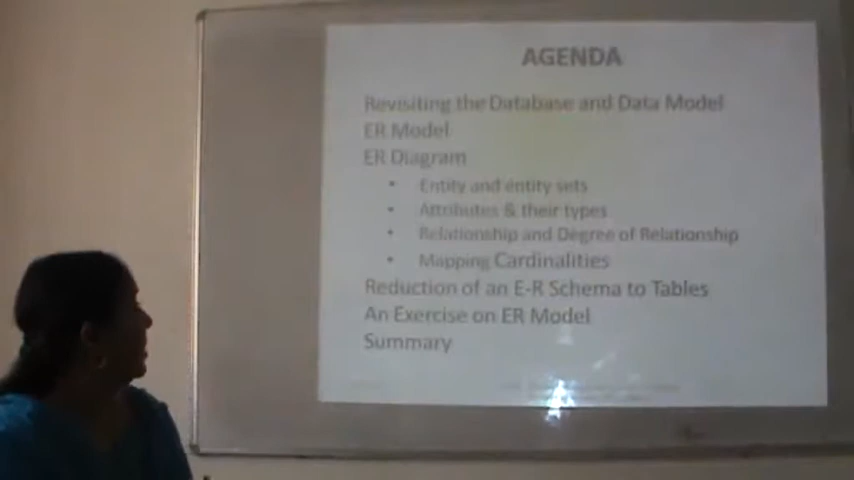 AGENDA
Revisiting the Database and Data Model
ER Model
ER Diagram
• Entity and entity sets
• Attributes & their types
• Relationship and Degree of Relationship
• Mapping Cardinalities
Reduction of an E-R Schema to Tables
An Exercise on ER Model
Summary